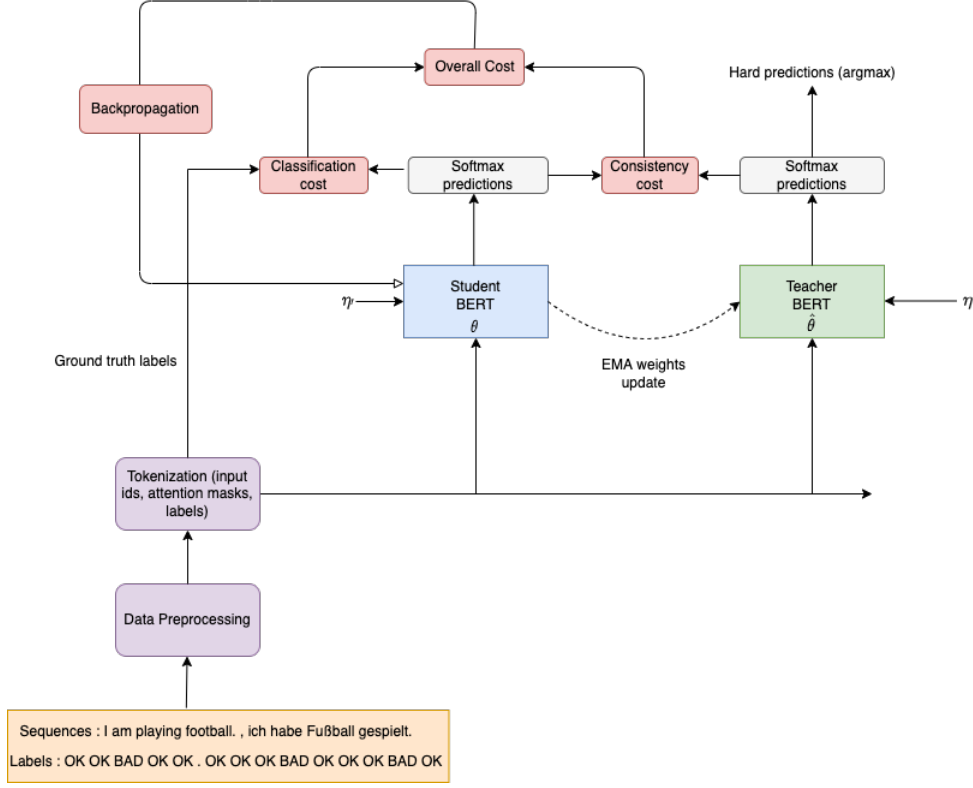 Overall Cost
Hard predictions (argmax)
Backpropagation
Classification
cost
Softmax
predictions
Consistency
cost
Softmax
predictions
Student
BERT
θ
Teacher
BERT
θ̂
η'
η
EMA weights
update
Ground truth labels
Tokenization (input
ids, attention masks,
labels)
Data Preprocessing
Sequences : I am playing football. , ich habe Fußball gespielt.
Labels : OK OK BAD OK OK . OK OK OK BAD OK OK OK BAD OK